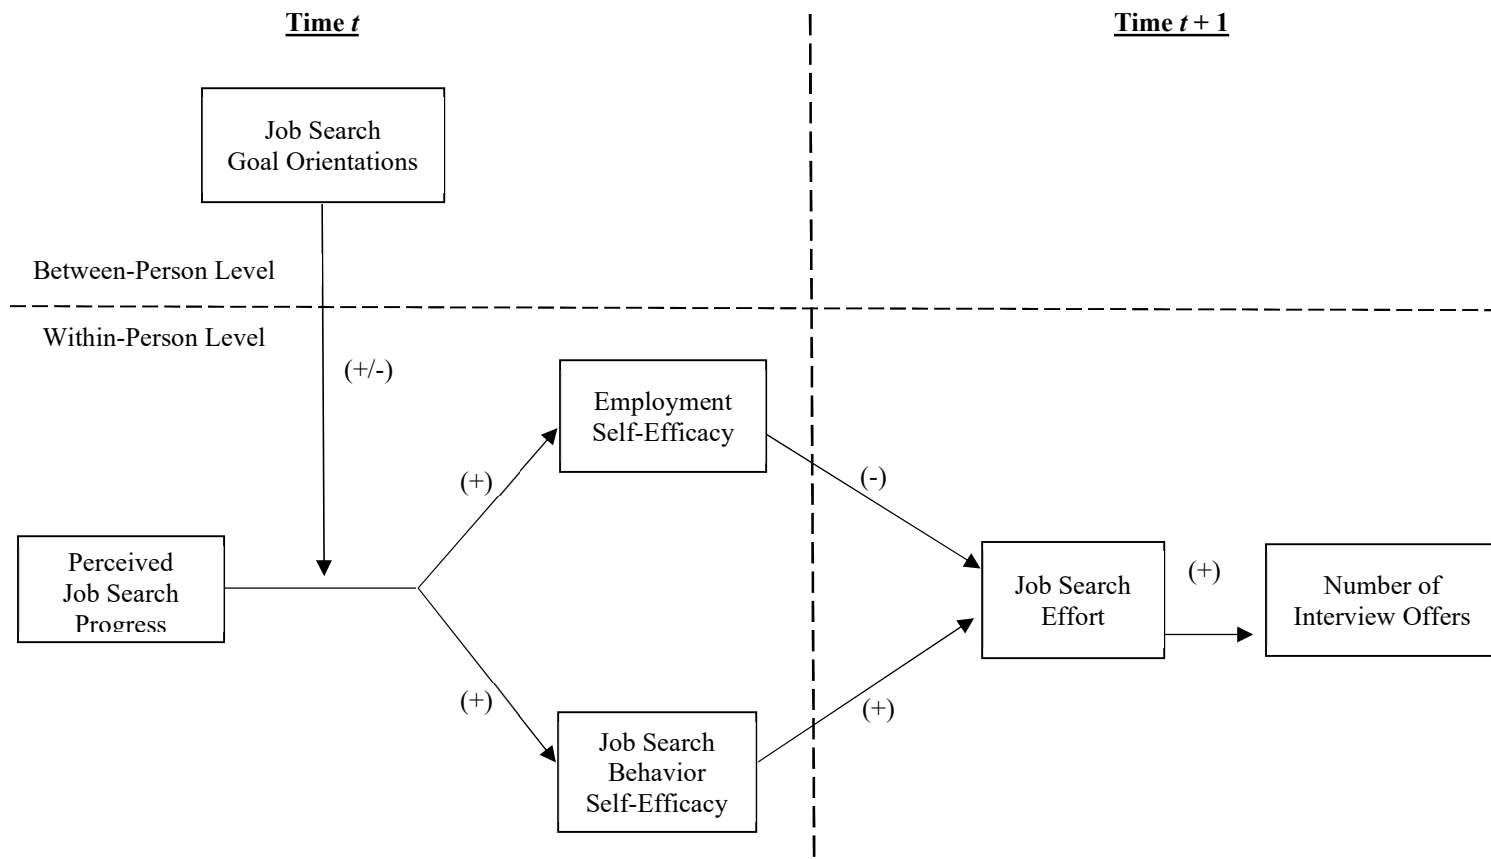 Time t
Time t + 1
Job Search
Goal Orientations
Between-Person Level
Within-Person Level
(+/-)
Employment
Self-Efficacy
(+)
(-)
Perceived
Job Search
Progress
Job Search
Effort
(+)
Number of
Interview Offers
(+)
(+)
Job Search
Behavior
Self-Efficacy